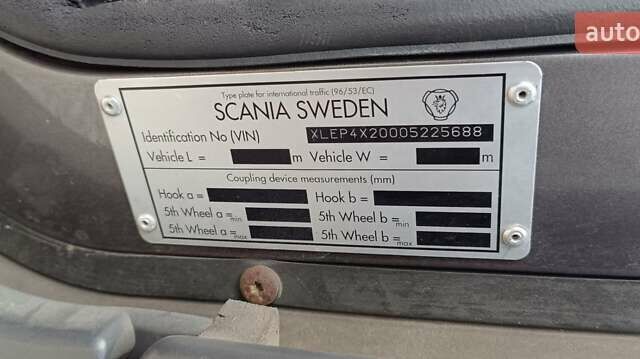 auto
Type plate for international traffic (96/53/EC)
SCANIA SWEDEN
Identification No (VIN) XLEP4X20005225688
Vehicle L = m Vehicle W = m
Coupling device measurements (mm)
Hook a = Hook b =
5th Wheel a = min 5th Wheel b = min
5th Wheel a = max 5th Wheel b = max